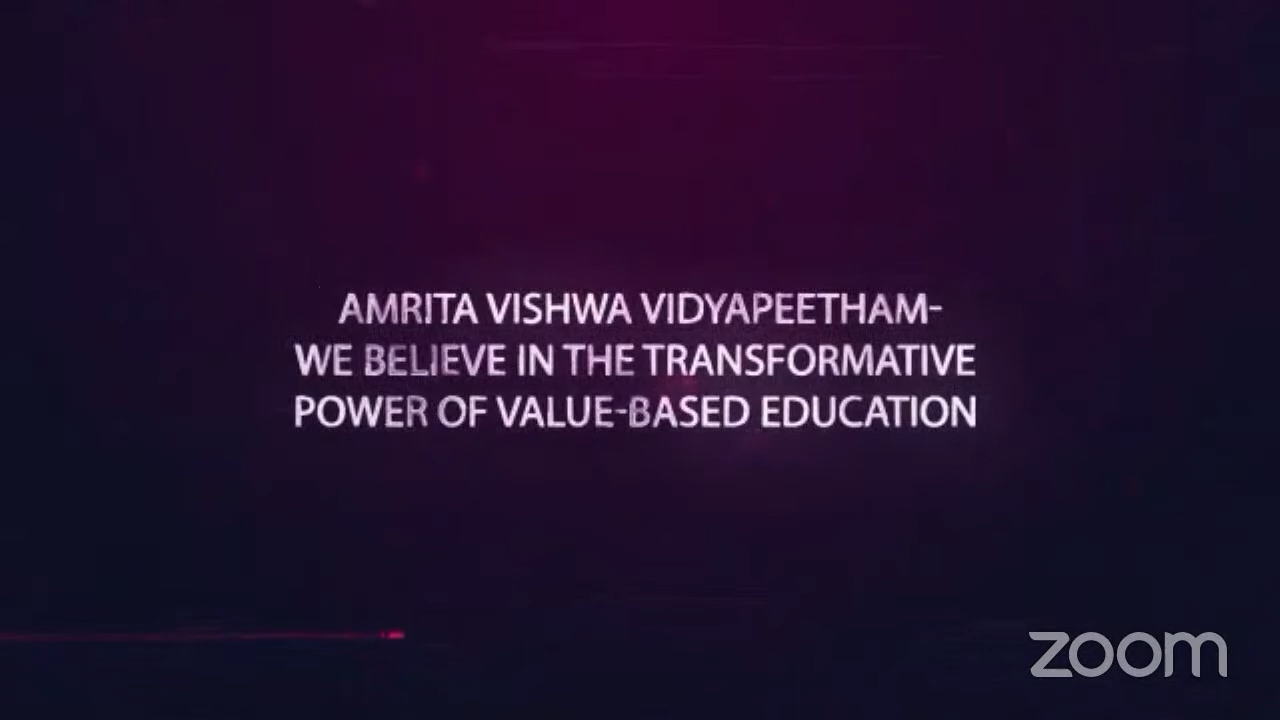 AMRITA VISHWA VIDYAPEETHAM-
WE BELIEVE IN THE TRANSFORMATIVE
POWER OF VALUE-BASED EDUCATION
zoom